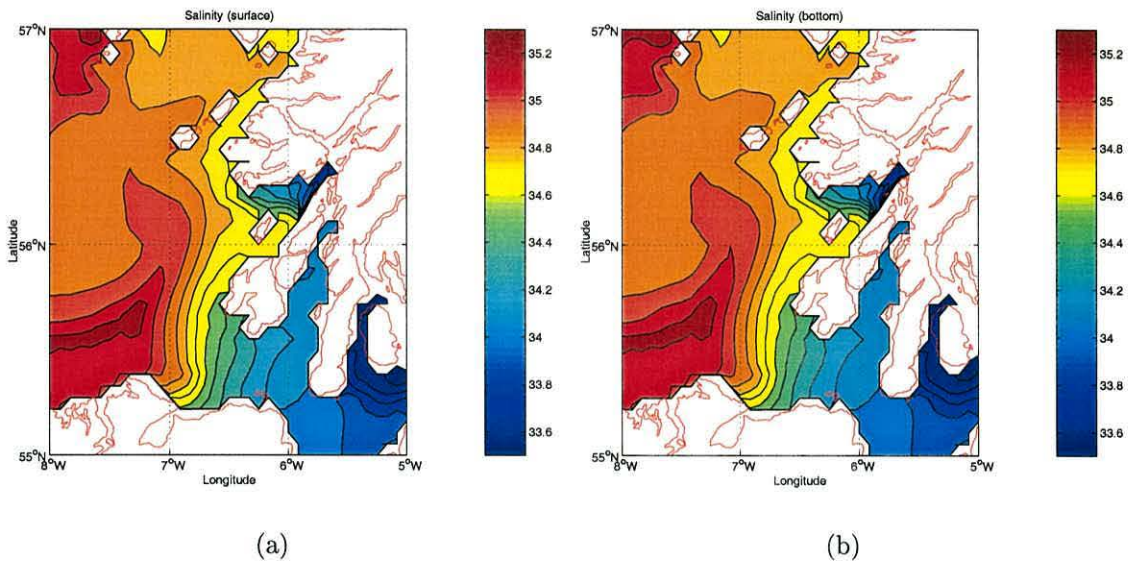 Salinity (surface)
57°N
56°N
55°N
8°W
7°W
6°W
5°W
Latitude
Longitude
35.2
35
34.8
34.6
34.4
34.2
34
33.8
33.6
(a)
Salinity (bottom)
57°N
56°N
55°N
8°W
7°W
6°W
5°W
Latitude
Longitude
35.2
35
34.8
34.6
34.4
34.2
34
33.8
33.6
(b)